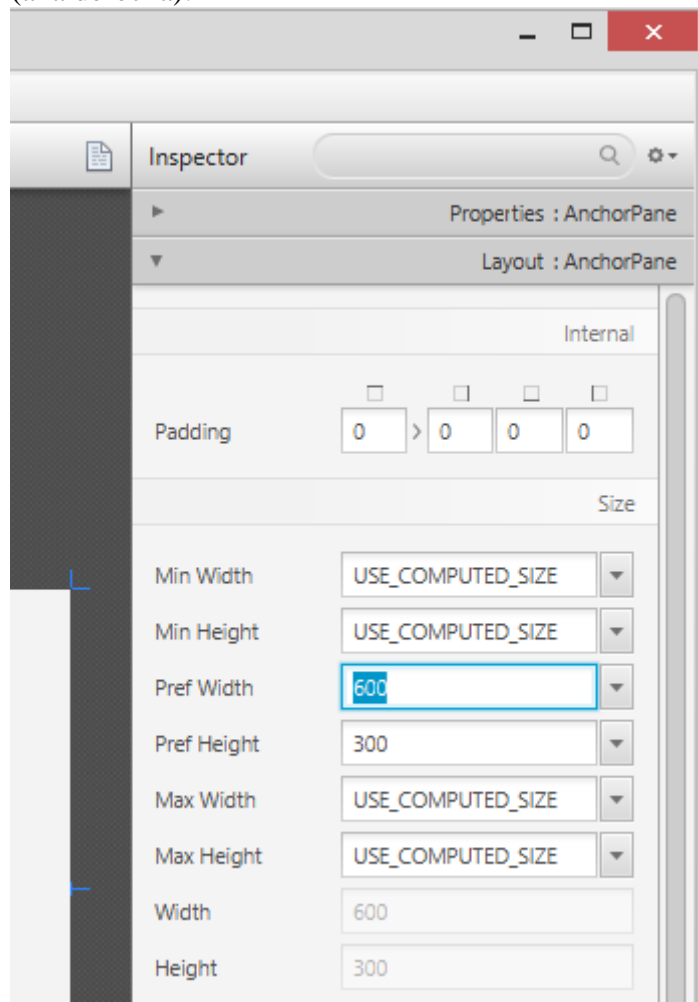 Inspector
Properties : AnchorPane
Layout : AnchorPane
Internal
Padding 0 0 0 0
Size
Min Width USE_COMPUTED_SIZE
Min Height USE_COMPUTED_SIZE
Pref Width 600
Pref Height 300
Max Width USE_COMPUTED_SIZE
Max Height USE_COMPUTED_SIZE
Width 600
Height 300